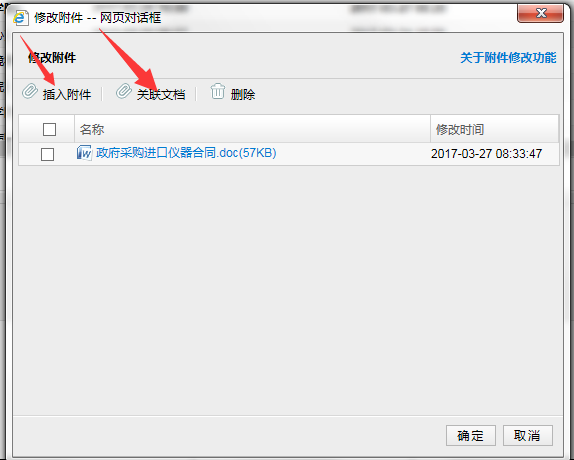 修改附件 -- 网页对话框
修改附件 关于附件修改功能
插入附件 关联文档 删除
名称 修改时间
政府采购进口仪器合同.doc(57KB) 2017-03-27 08:33:47
确定 取消